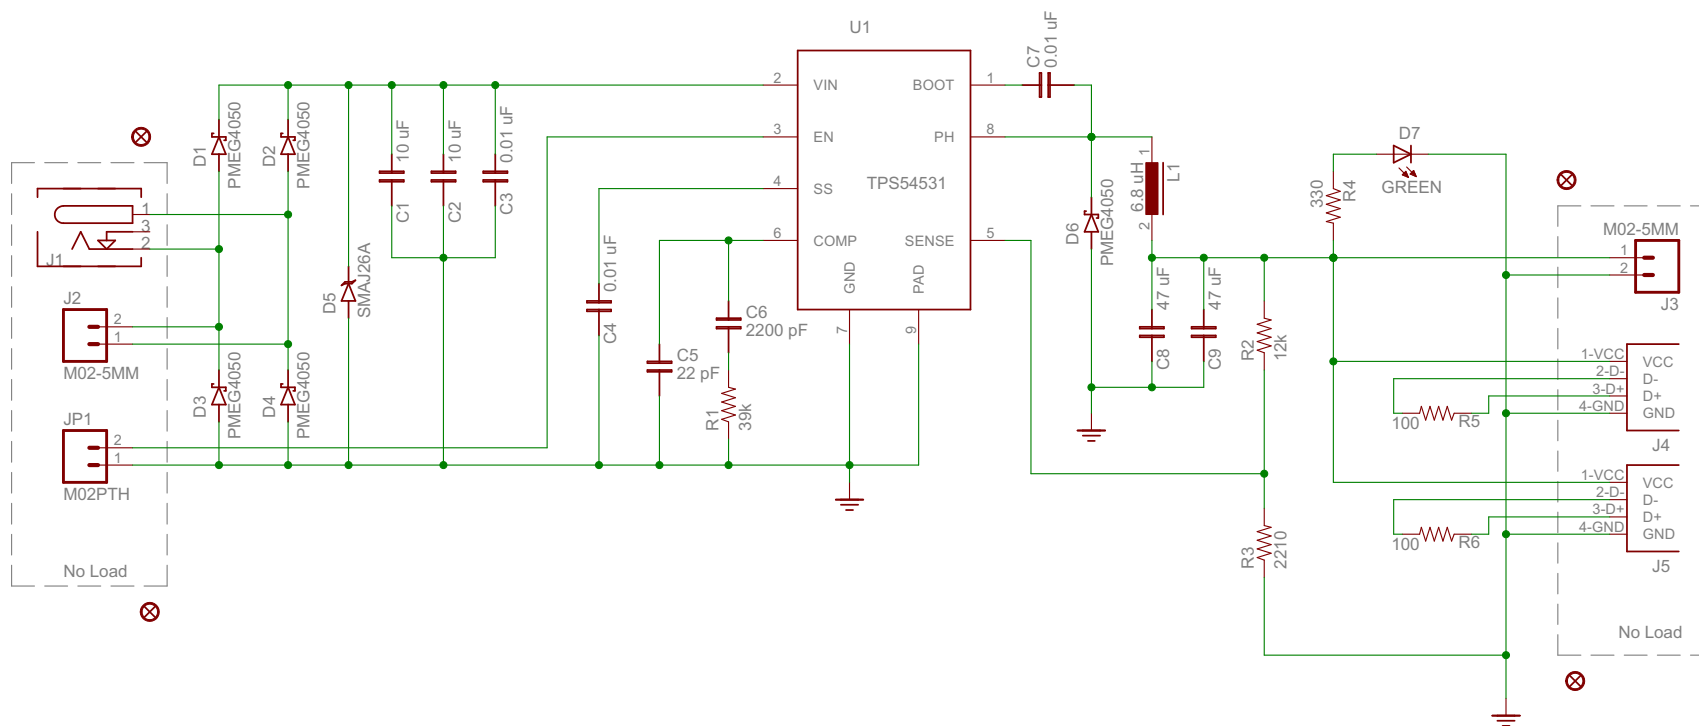 U1
TPS54531
2 VIN
3 EN
4 SS
6 COMP
GND 7
PAD 9
BOOT 1
PH 8
SENSE 5
C7
0.01 uF
D1
PMEG4050
D2
PMEG4050
J1
1
3
2
J2
2
1
M02-5MM
D3
PMEG4050
D4
PMEG4050
JP1
2
1
M02PTH
No Load
D5
SMAJ26A
10 uF
C1
10 uF
C2
0.01 uF
C3
0.01 uF
C4
C5
22 pF
C6
2200 pF
R1
39k
D6
PMEG4050
1
6.8 uH
L1
2
47 uF
C8
47 uF
C9
R2
12k
R3
2210
330
R4
D7
GREEN
M02-5MM
1
2
J3
1-VCC VCC
2-D- D-
3-D+ D+
4-GND GND
100 R5
J4
1-VCC VCC
2-D- D-
3-D+ D+
4-GND GND
100 R6
J5
No Load